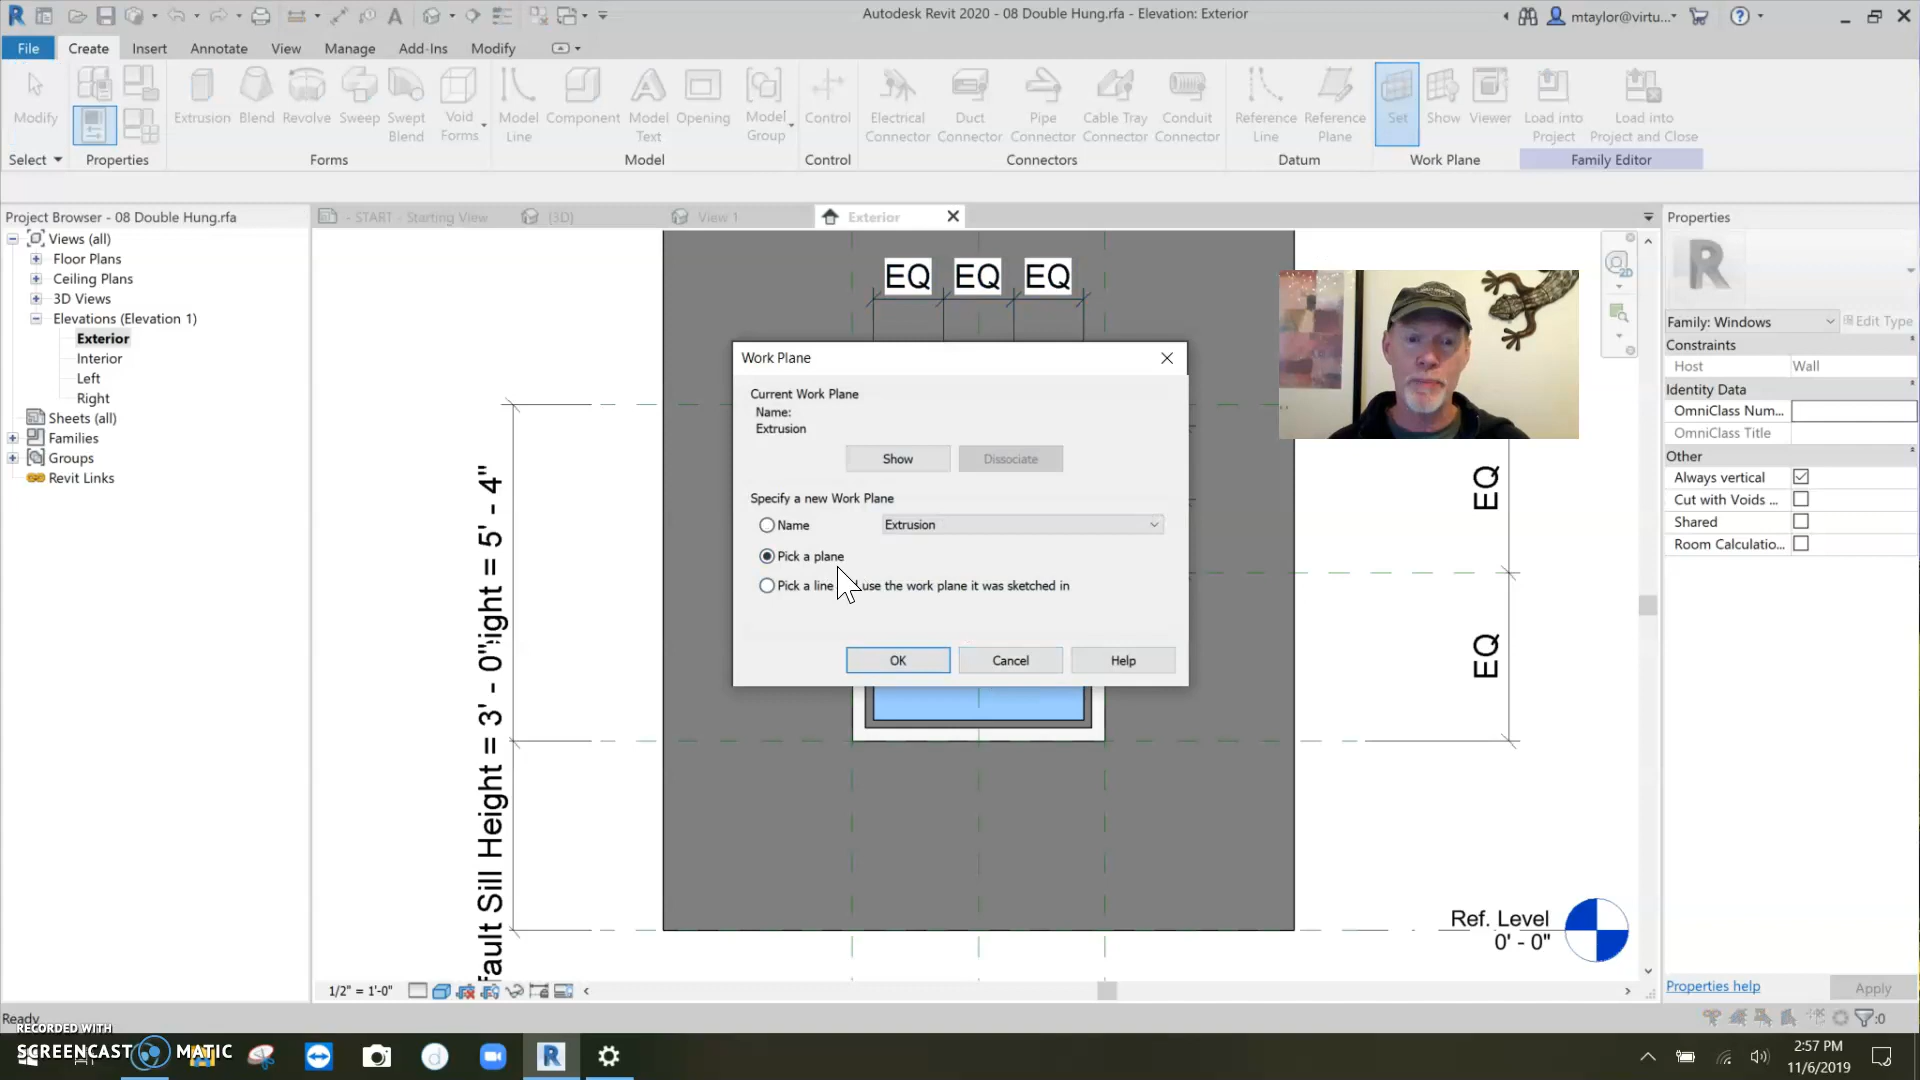 Autodesk Revit 2020 - 08 Double Hung.rfa - Elevation: Exterior
mtaylor@virtu...
File Create Insert Annotate View Manage Add-Ins Modify
Modify
Extrusion Blend Revolve Sweep Swept Blend Void Forms
Model Line Component Model Text Opening Model Group
Control
Electrical Connector Duct Connector Pipe Connector Cable Tray Connector Conduit Connector
Reference Line Reference Plane
Set Show Viewer
Load into Project Load into Project and Close
Select Properties Forms Model Control Connectors Datum Work Plane Family Editor
Project Browser - 08 Double Hung.rfa
Views (all)
Floor Plans
Ceiling Plans
3D Views
Elevations (Elevation 1)
Exterior
Interior
Left
Right
Sheets (all)
Families
Groups
Revit Links
- START - Starting View
(3D)
View 1
Exterior
EQ EQ EQ
Work Plane
Current Work Plane
Name:
Extrusion
Show
Dissociate
Specify a new Work Plane
Name
Extrusion
Pick a plane
Pick a line use the work plane it was sketched in
OK
Cancel
Help
ight = 5' - 4"
fault Sill Height = 3' - 0"
EQ
EQ
Ref. Level
0' - 0"
1/2" = 1'-0"
Properties
Family: Windows
Edit Type
Constraints
Host Wall
Identity Data
OmniClass Num...
OmniClass Title
Other
Always vertical
Cut with Voids ...
Shared
Room Calculatio...
Properties help
Apply
Ready
:0
RECORDED WITH
SCREENCAST MATIC
2:57 PM
11/6/2019